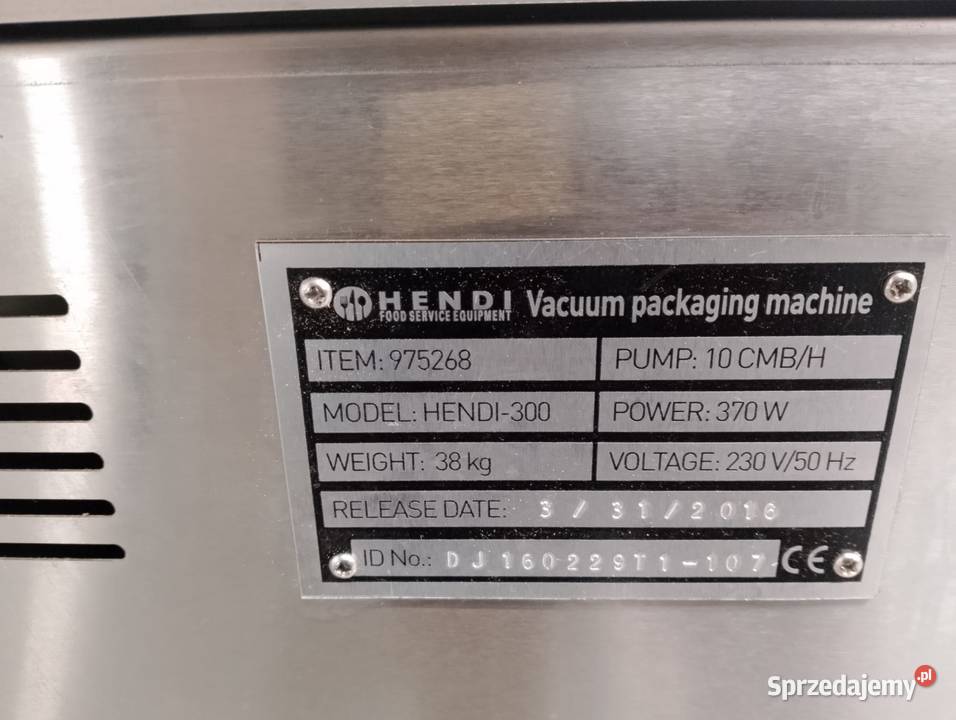 HENDI Vacuum packaging machine
FOOD SERVICE EQUIPMENT
ITEM: 975268 PUMP: 10 CMB/H
MODEL: HENDI-300 POWER: 370 W
WEIGHT: 38 kg VOLTAGE: 230 V/50 Hz
RELEASE DATE: 3/31/2016
ID No.: DJ160229T1-107 CE
Sprzedajemy.pl